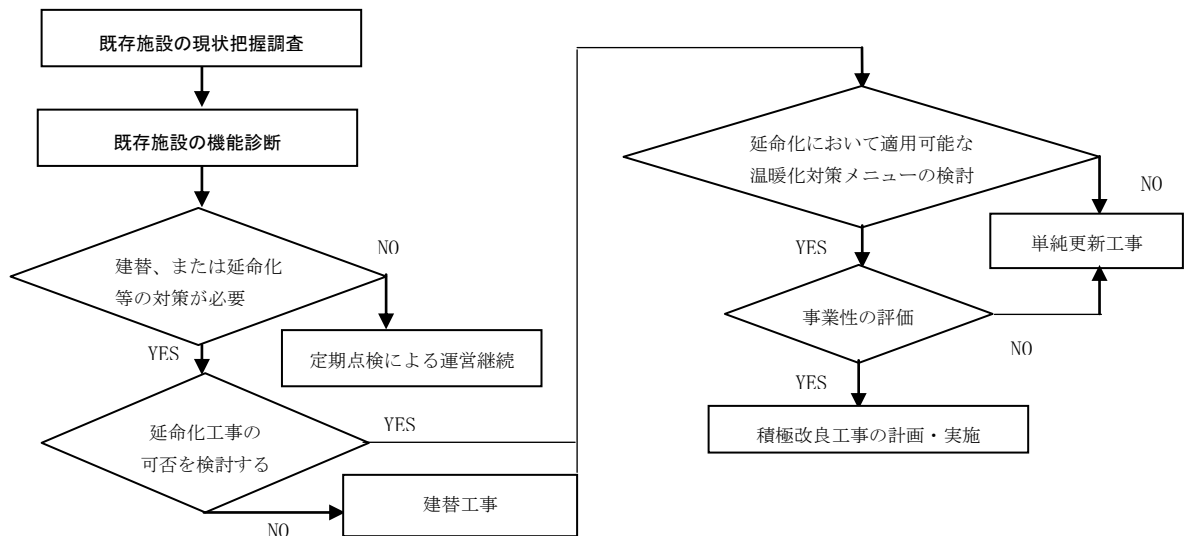 既存施設の現状把握調査
既存施設の機能診断
建替、または延命化
等の対策が必要
NO
定期点検による運営継続
YES
延命化工事の
可否を検討する
YES
NO
建替工事
延命化において適用可能な
温暖化対策メニューの検討
NO
単純更新工事
YES
事業性の評価
NO
YES
積極改良工事の計画・実施